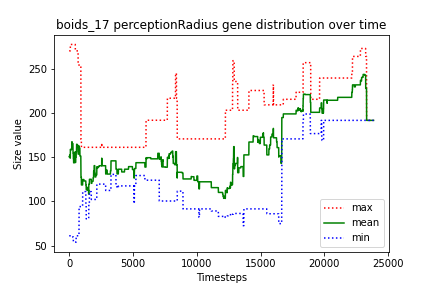 boids_17 perceptionRadius gene distribution over time
Size value
250
200
150
100
50
0
5000
10000
15000
20000
25000
Timesteps
max
mean
min